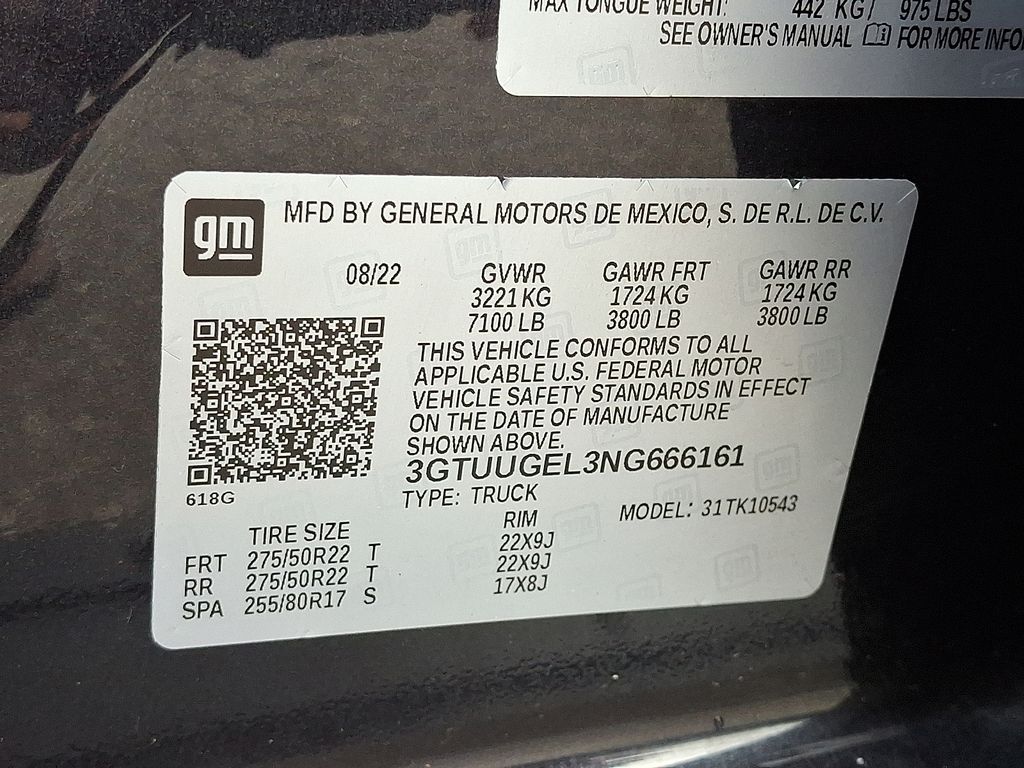 MAX TONGUE WEIGHT: 442 KG/ 975 LBS
SEE OWNER'S MANUAL FOR MORE INFO
gm
MFD BY GENERAL MOTORS DE MEXICO, S. DE R.L. DE C.V.
08/22 GVWR GAWR FRT GAWR RR
3221 KG 1724 KG 1724 KG
7100 LB 3800 LB 3800 LB
THIS VEHICLE CONFORMS TO ALL
APPLICABLE U.S. FEDERAL MOTOR
VEHICLE SAFETY STANDARDS IN EFFECT
ON THE DATE OF MANUFACTURE
SHOWN ABOVE.
3GTUUGEL3NG666161
618G
TYPE: TRUCK
MODEL: 31TK10543
TIRE SIZE RIM
FRT 275/50R22 T 22X9J
RR 275/50R22 T 22X9J
SPA 255/80R17 S 17X8J